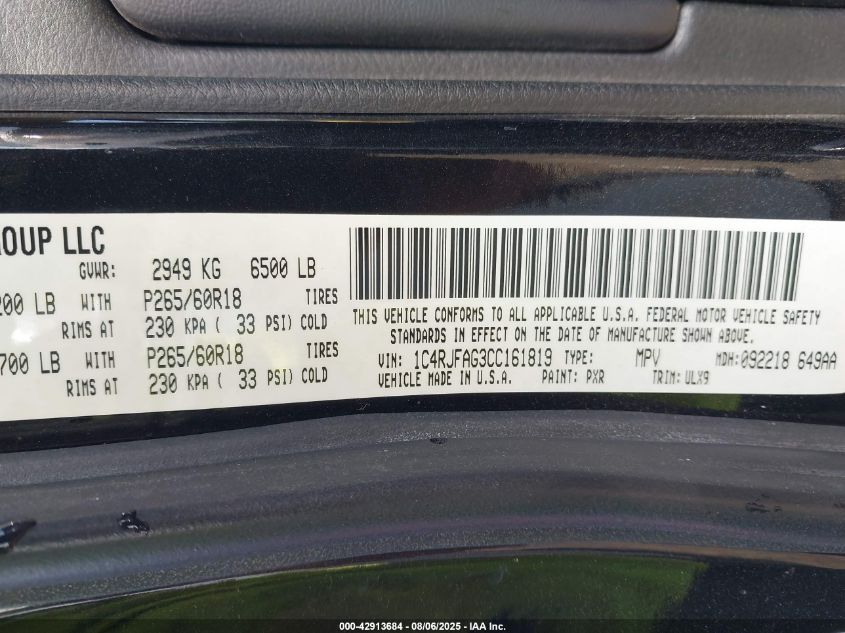 ROUP LLC
GVWR: 2949 KG 6500 LB
200 LB WITH P265/60R18 TIRES
RIMS AT 230 KPA ( 33 PSI) COLD
700 LB WITH P265/60R18 TIRES
RIMS AT 230 KPA ( 33 PSI) COLD
THIS VEHICLE CONFORMS TO ALL APPLICABLE U.S.A. FEDERAL MOTOR VEHICLE SAFETY
STANDARDS IN EFFECT ON THE DATE OF MANUFACTURE SHOWN ABOVE.
VIN: 1C4RJFAG3CC161819 TYPE: MPV MDH:092218 649AA
VEHICLE MADE IN U.S.A. PAINT: PXR TRIM: ULX9
000-42913684 - 08/06/2025 - IAA Inc.